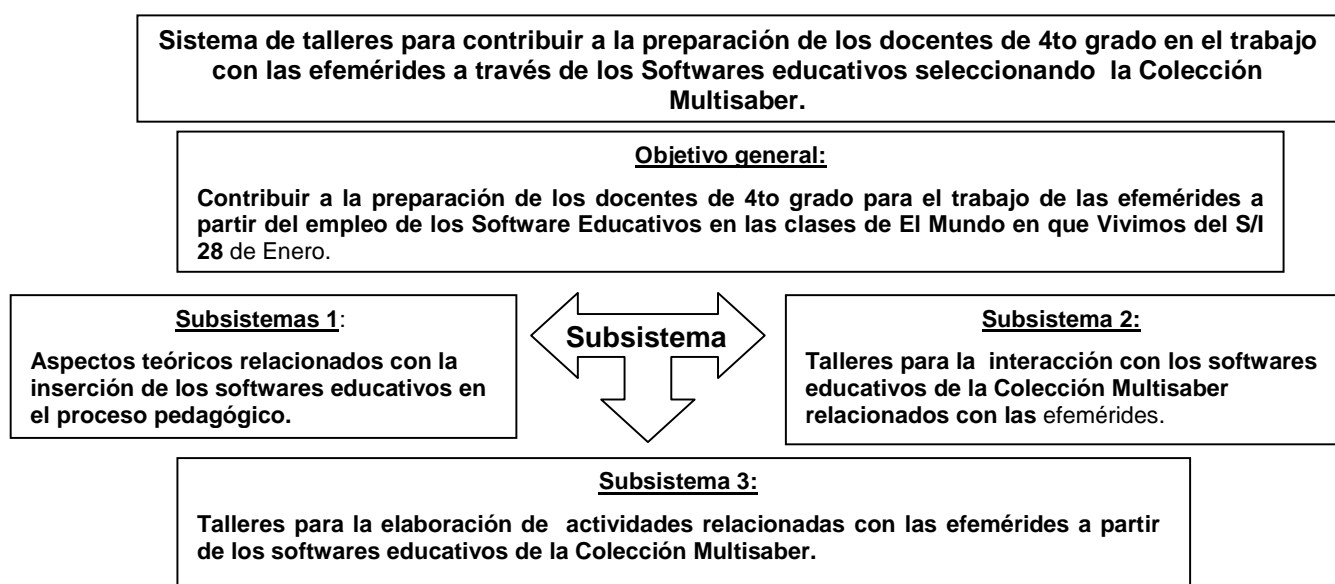 Sistema de talleres para contribuir a la preparación de los docentes de 4to grado en el trabajo
con las efemérides a través de los Softwares educativos seleccionando la Colección
Multisaber.
Objetivo general:
Contribuir a la preparación de los docentes de 4to grado para el trabajo de las efemérides a
partir del empleo de los Software Educativos en las clases de El Mundo en que Vivimos del S/I
28 de Enero.
Subsistemas 1:
Aspectos teóricos relacionados con la
inserción de los softwares educativos en
el proceso pedagógico.
Subsistema
Subsistema 2:
Talleres para la interacción con los softwares
educativos de la Colección Multisaber
relacionados con las efemérides.
Subsistema 3:
Talleres para la elaboración de actividades relacionadas con las efemérides a partir
de los softwares educativos de la Colección Multisaber.